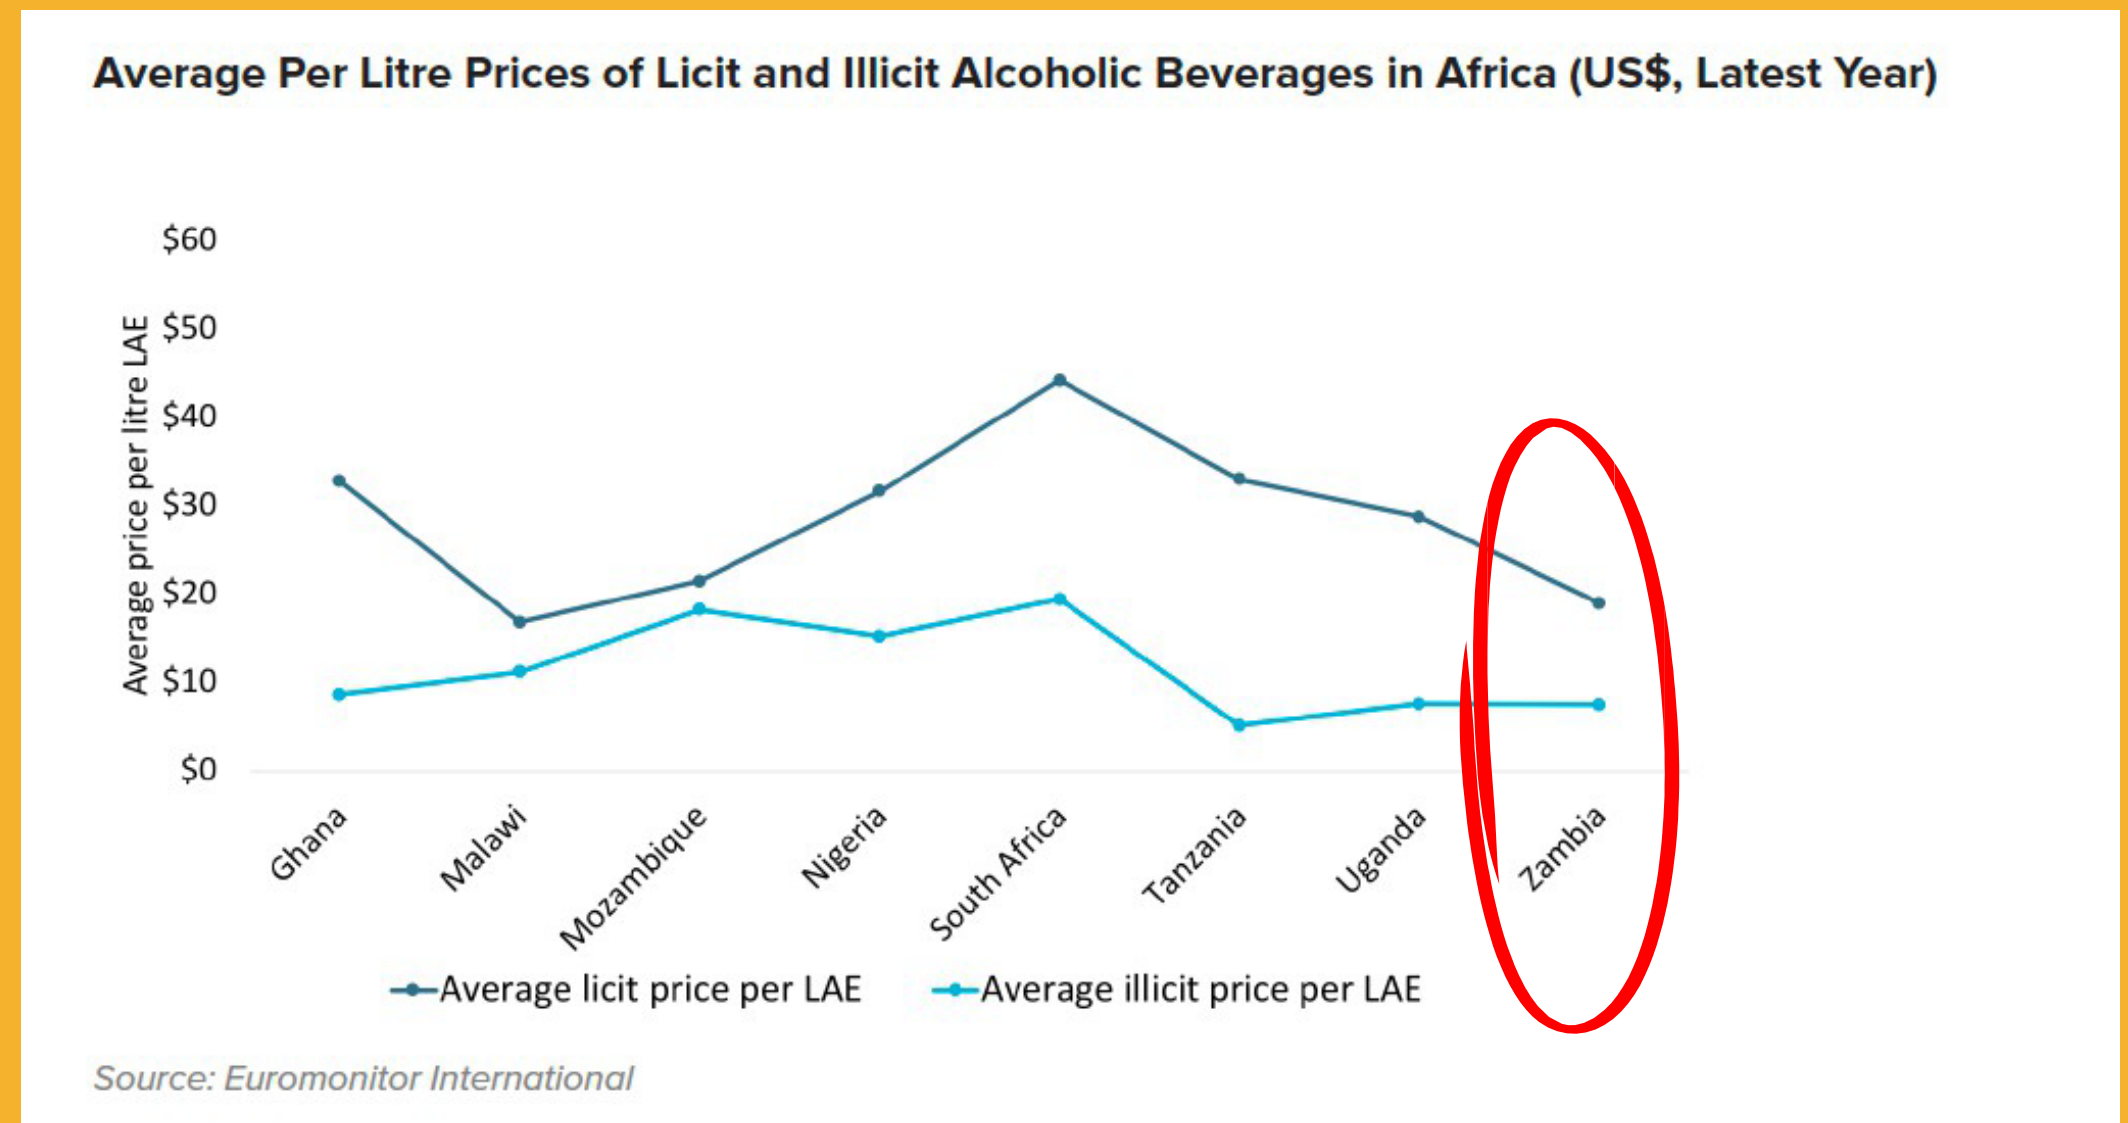 Average Per Litre Prices of Licit and Illicit Alcoholic Beverages in Africa (US$, Latest Year)
Average price per litre LAE
$60
$50
$40
$30
$20
$10
$0
Ghana
Malawi
Mozambique
Nigeria
South Africa
Tanzania
Uganda
Zambia
Average licit price per LAE
Average illicit price per LAE
Source: Euromonitor International